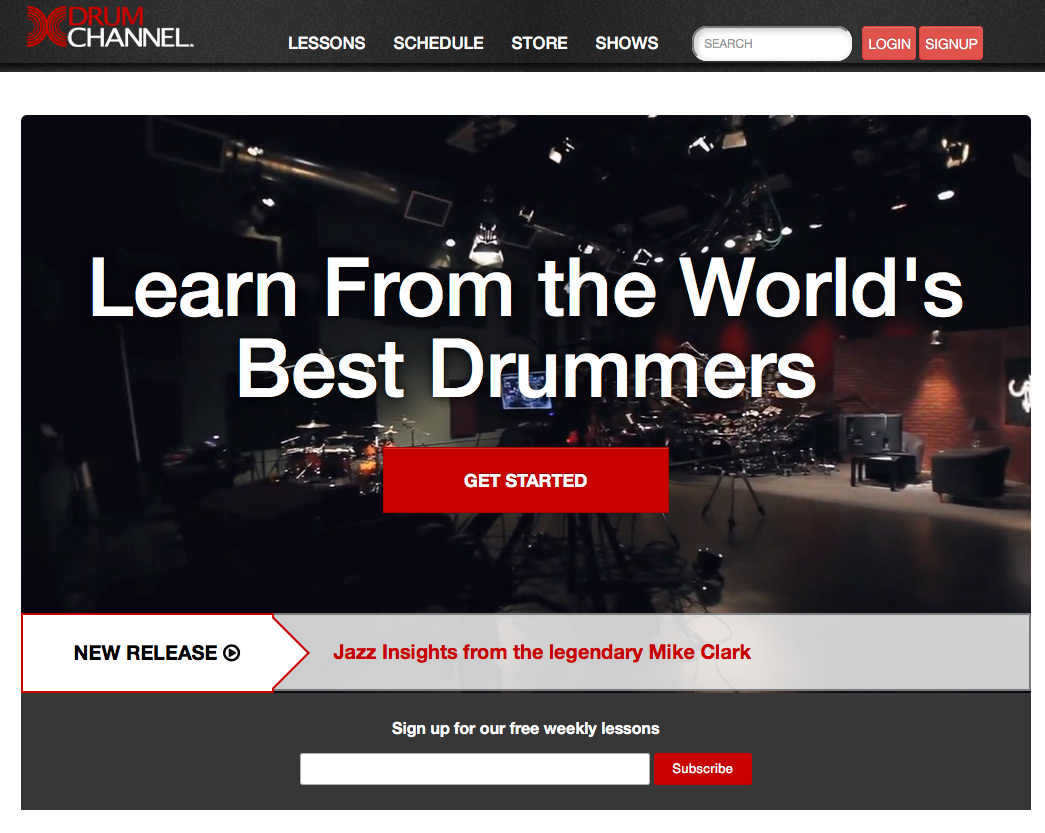 DRUM
CHANNEL.
LESSONS SCHEDULE STORE SHOWS SEARCH LOGIN SIGNUP
Learn From the World's
Best Drummers
GET STARTED
NEW RELEASE
Jazz Insights from the legendary Mike Clark
Sign up for our free weekly lessons
Subscribe